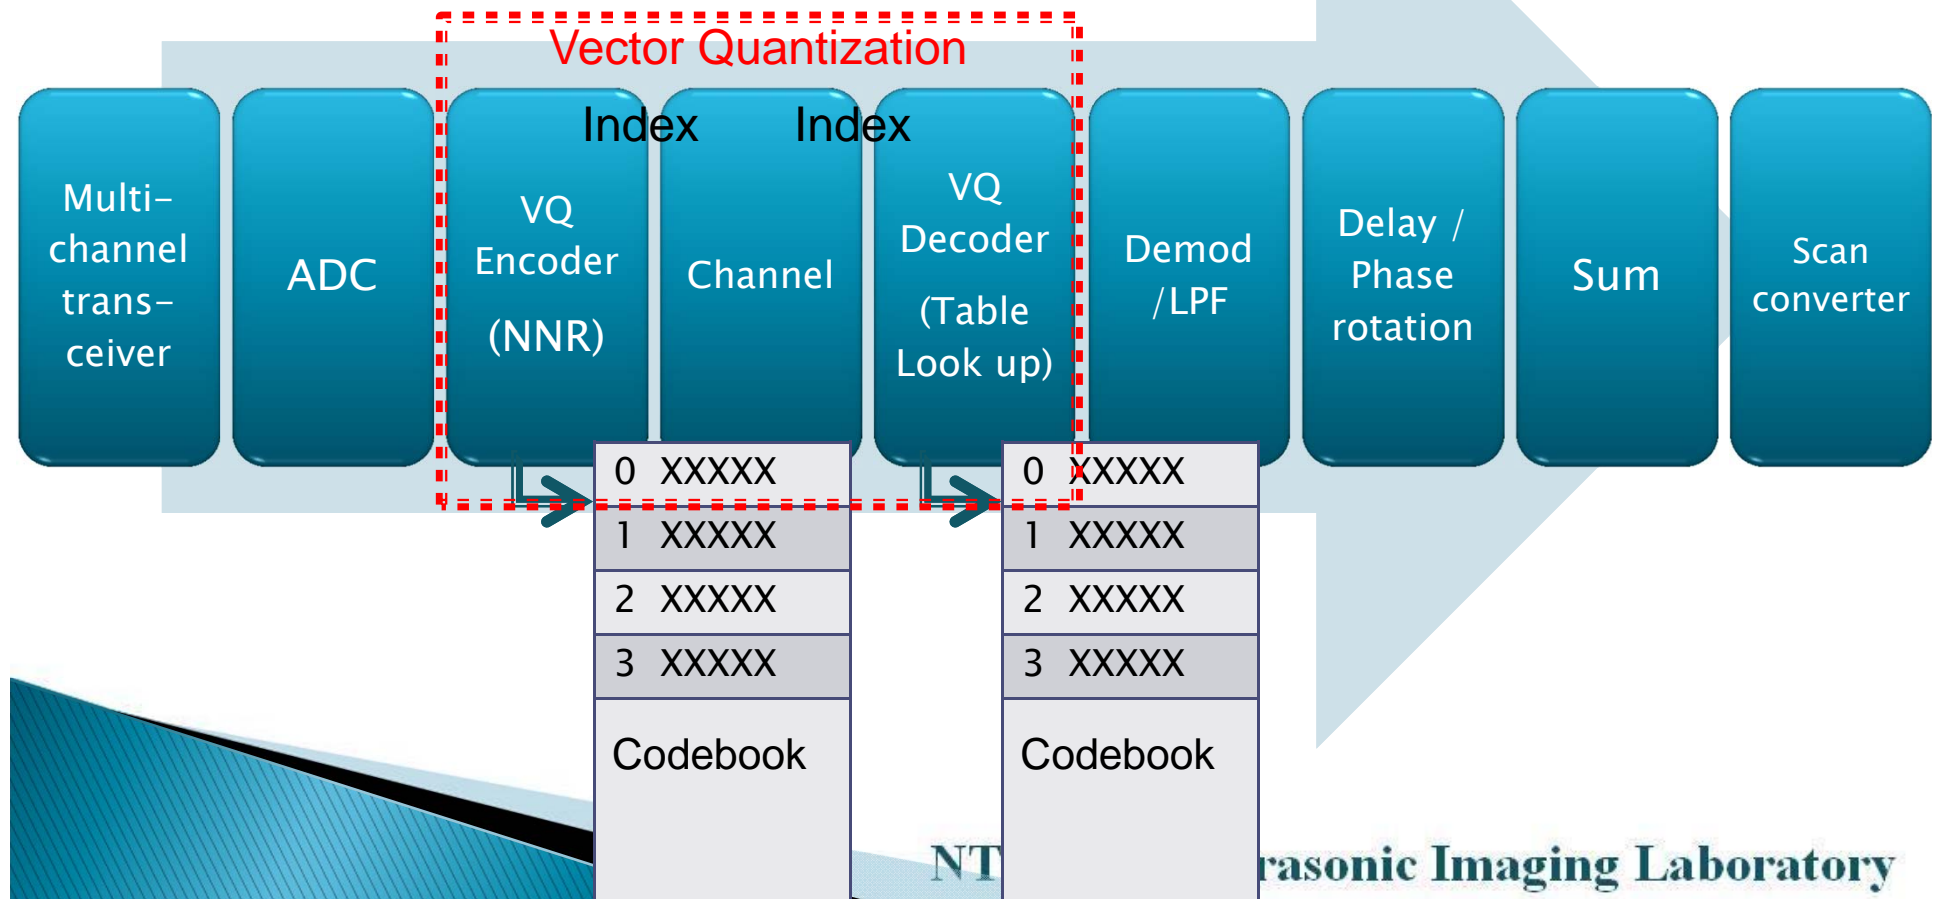 Vector Quantization
Index
Index
Multi-
channel
trans-
ceiver
ADC
VQ
Encoder
(NNR)
Channel
VQ
Decoder
(Table
Look up)
Demod
/LPF
Delay /
Phase
rotation
Sum
Scan
converter
0 XXXXX
1 XXXXX
2 XXXXX
3 XXXXX
Codebook
0 XXXXX
1 XXXXX
2 XXXXX
3 XXXXX
Codebook
Imaging Laboratory